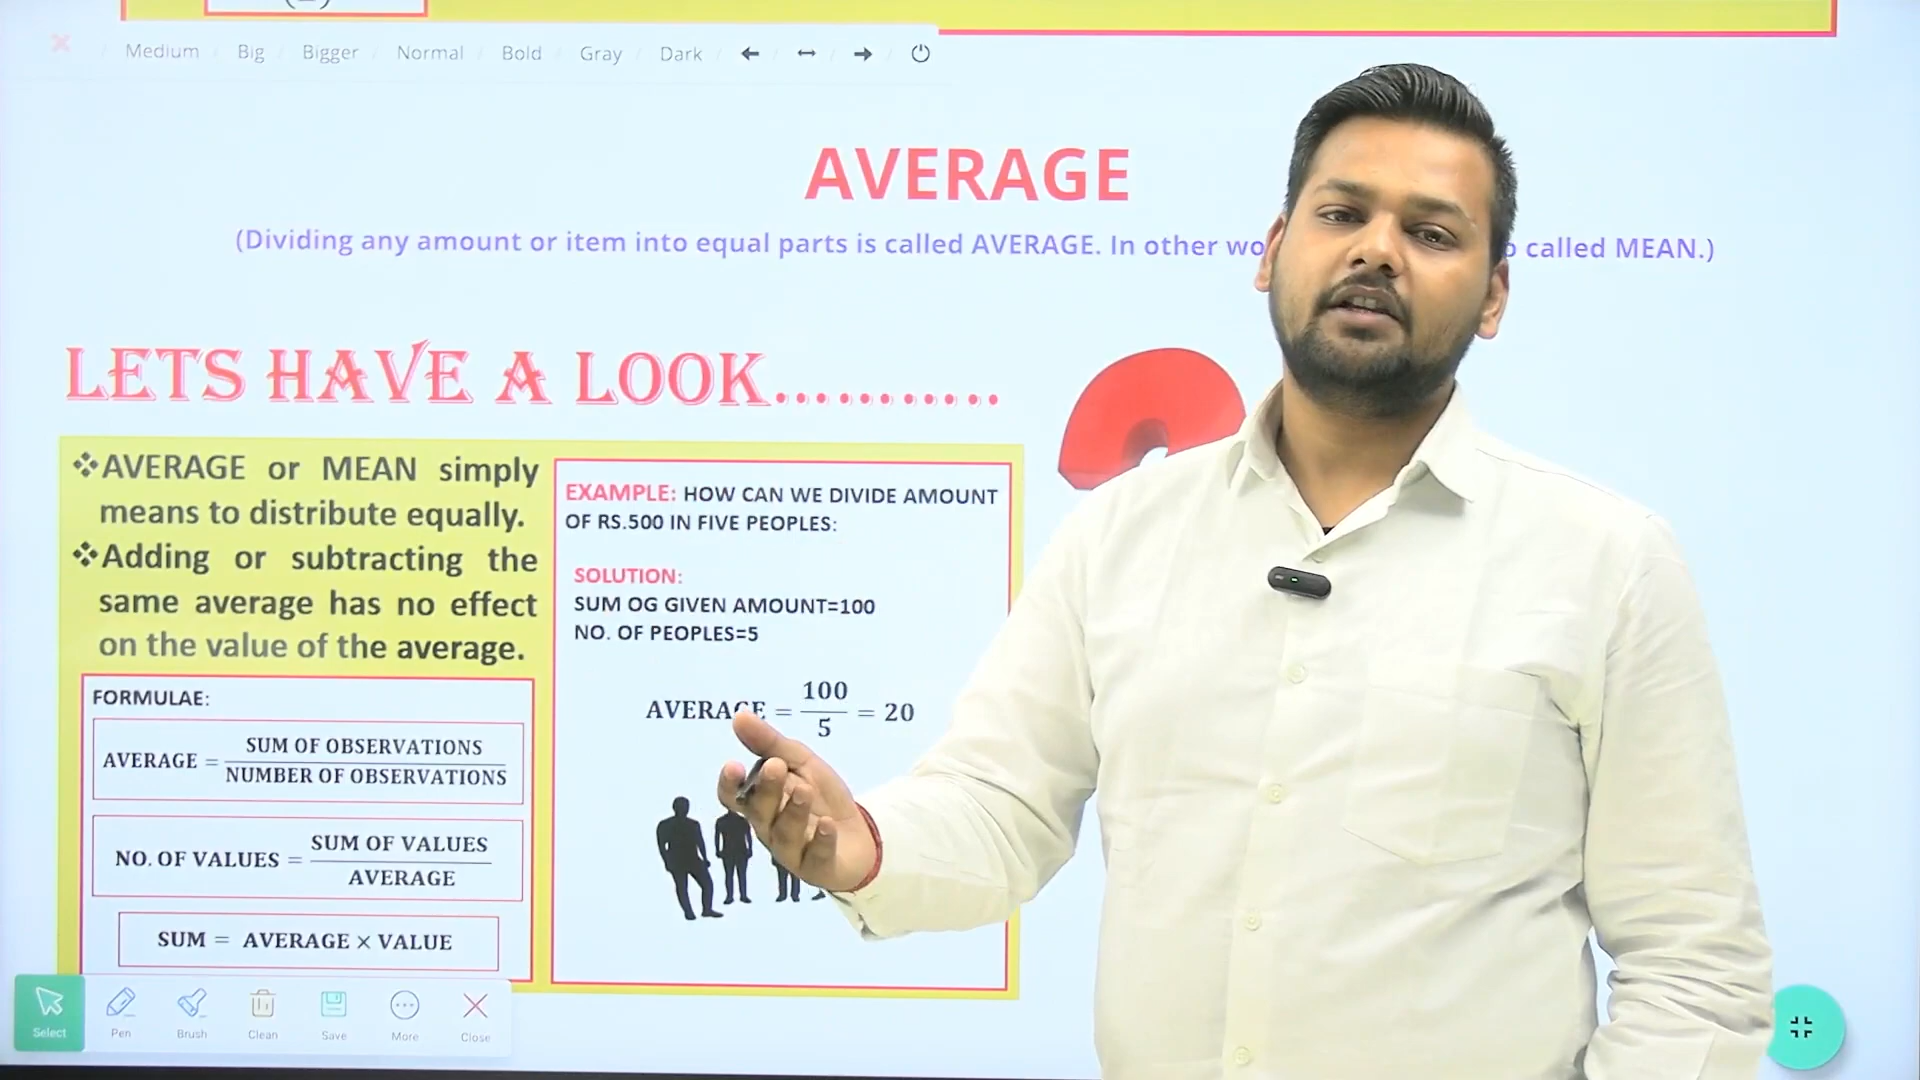 Medium / Big / Bigger / Normal / Bold / Gray / Dark
AVERAGE
(Dividing any amount or item into equal parts is called AVERAGE. In other
called MEAN.)
LETS HAVE A LOOK...........
❖AVERAGE or MEAN simply
means to distribute equally.
❖Adding or subtracting the
same average has no effect
on the value of the average.
FORMULAE:
AVERAGE = SUM OF OBSERVATIONS
NUMBER OF OBSERVATIONS
NO. OF VALUES = SUM OF VALUES
AVERAGE
SUM = AVERAGE × VALUE
EXAMPLE: HOW CAN WE DIVIDE AMOUNT
OF RS.500 IN FIVE PEOPLES:
SOLUTION:
SUM OG GIVEN AMOUNT=100
NO. OF PEOPLES=5
AVERAGE = 100 = 20
5
Select
Pen
Brush
Clean
Save
More
Close